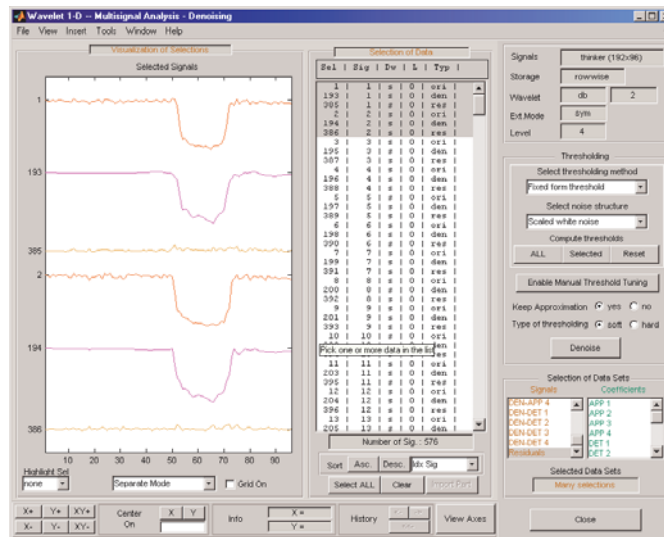 Wavelet 1-D -- Multisignal Analysis - Denoising
File View Insert Tools Window Help
Visualization of Selections
Selected Signals
1
193
385
2
194
386
10 20 30 40 50 60 70 80 90
Highlight Sel
none
Separate Mode
Grid On
Selection of Data
Sel | Sig | Dw | L | Typ |
1 | 1 | s | 0 | ori |
193 | 1 | s | 0 | den |
385 | 1 | s | 0 | res |
2 | 2 | s | 0 | ori |
194 | 2 | s | 0 | den |
386 | 2 | s | 0 | res |
3 | 3 | s | 0 | ori |
195 | 3 | s | 0 | den |
387 | 3 | s | 0 | res |
4 | 4 | s | 0 | ori |
196 | 4 | s | 0 | den |
388 | 4 | s | 0 | res |
5 | 5 | s | 0 | ori |
197 | 5 | s | 0 | den |
389 | 5 | s | 0 | res |
6 | 6 | s | 0 | ori |
198 | 6 | s | 0 | den |
390 | 6 | s | 0 | res |
7 | 7 | s | 0 | ori |
199 | 7 | s | 0 | den |
391 | 7 | s | 0 | res |
8 | 8 | s | 0 | ori |
200 | 8 | s | 0 | den |
392 | 8 | s | 0 | res |
9 | 9 | s | 0 | ori |
201 | 9 | s | 0 | den |
393 | 9 | s | 0 | res |
10 | 10 | s | 0 | ori |
Pick one or more data in the list
den |
res |
11 | 11 | s | 0 | ori |
203 | 11 | s | 0 | den |
395 | 11 | s | 0 | res |
12 | 12 | s | 0 | ori |
204 | 12 | s | 0 | den |
396 | 12 | s | 0 | res |
13 | 13 | s | 0 | ori |
205 | 13 | s | 0 | den |
Number of Sig. : 576
Sort Asc. Desc. Idx Sig
Select ALL Clear Import Part.
Signals thinker (192x96)
Storage rowwise
Wavelet db 2
Ext.Mode sym
Level 4
Thresholding
Select thresholding method
Fixed form threshold
Select noise structure
Scaled white noise
Compute thresholds
ALL Selected Reset
Enable Manual Threshold Tuning
Keep Approximation yes no
Type of thresholding soft hard
Denoise
Selection of Data Sets
Signals Coefficients
DEN-APP 4 APP 1
DEN-DET 1 APP 2
DEN-DET 2 APP 3
DEN-DET 3 APP 4
DEN-DET 4 DET 1
Residuals DET 2
Selected Data Sets
Many selections
X+ Y+ XY+
X- Y- XY-
Center On X Y
Info X =
Y =
History
View Axes
Close